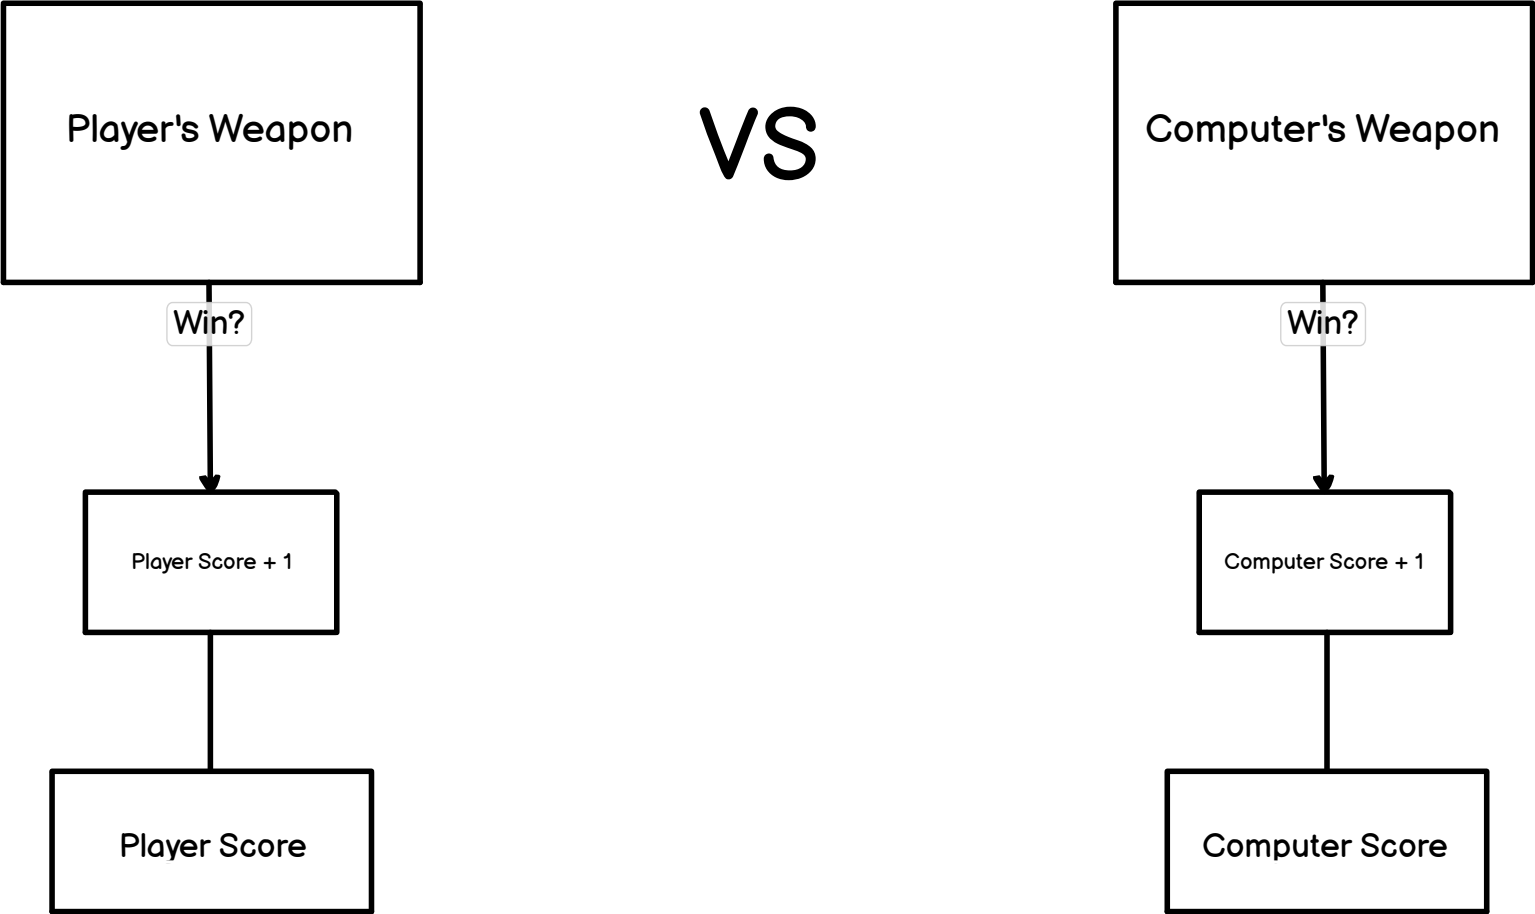 Player's Weapon
VS
Computer's Weapon
Win?
Win?
Player Score + 1
Computer Score + 1
Player Score
Computer Score